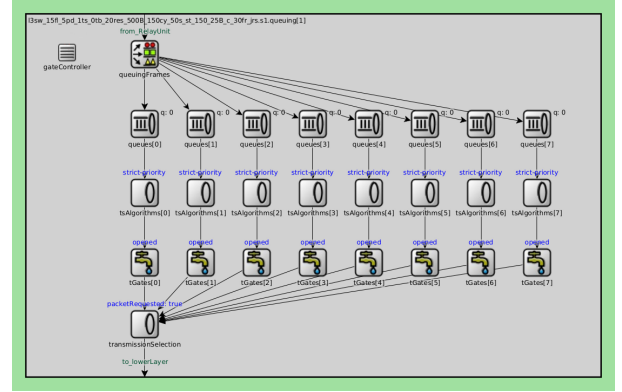 l3sw_15fl_5pd_1ts_0tb_20res_500B_150cy_50s_st_150_25B_c_30fr_jrs.s1.queuing[1]
from_RelayUnit
gateController
queuingFrames
q: 0 q: 0 q: 0 q: 0 q: 0 q: 0 q: 0 q: 0
queues[0] queues[1] queues[2] queues[3] queues[4] queues[5] queues[6] queues[7]
strict-priority strict-priority strict-priority strict-priority strict-priority strict-priority strict-priority strict-priority
tsAlgorithms[0] tsAlgorithms[1] tsAlgorithms[2] tsAlgorithms[3] tsAlgorithms[4] tsAlgorithms[5] tsAlgorithms[6] tsAlgorithms[7]
opened opened opened opened opened opened opened opened
tGates[0] tGates[1] tGates[2] tGates[3] tGates[4] tGates[5] tGates[6] tGates[7]
packetRequested: true
transmissionSelection
to_lowerLayer